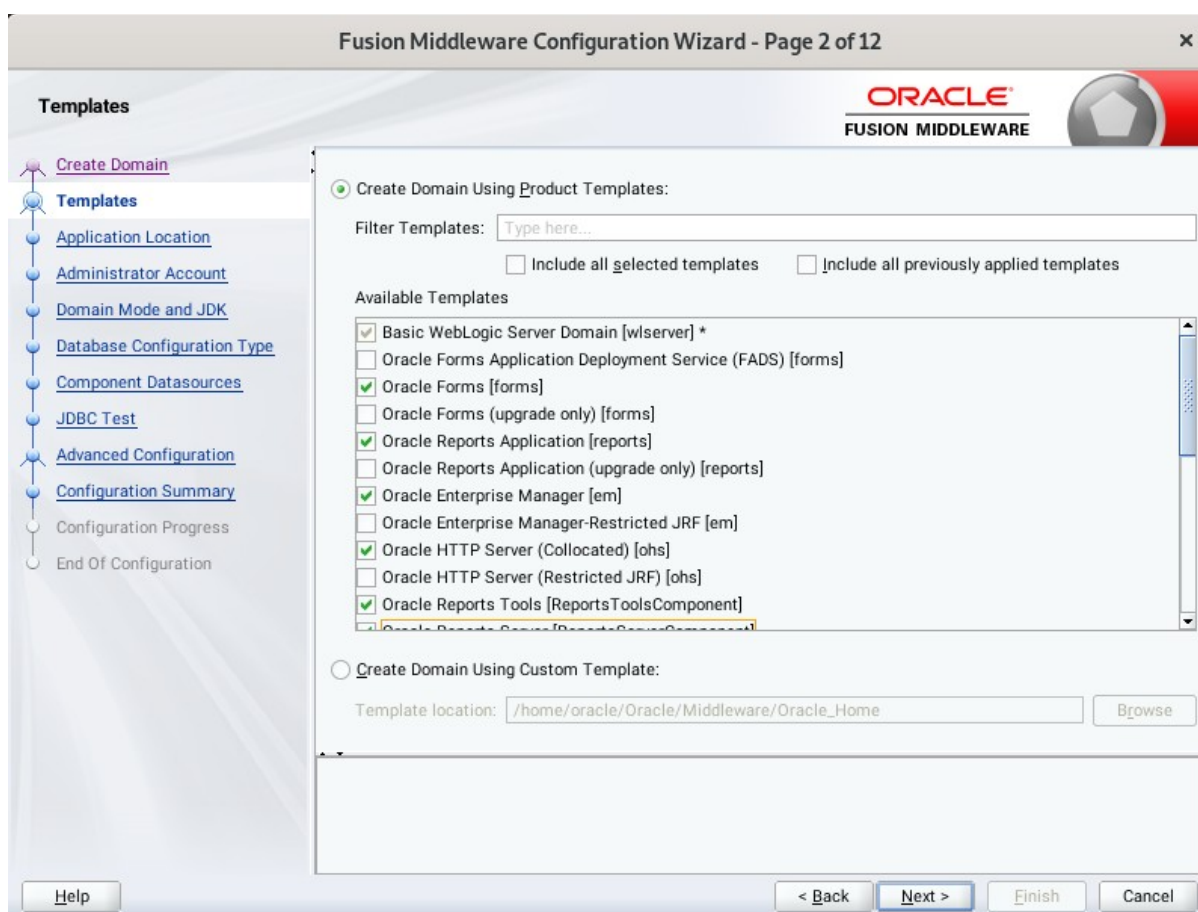 Fusion Middleware Configuration Wizard - Page 2 of 12
Templates
ORACLE
FUSION MIDDLEWARE
Create Domain
Templates
Application Location
Administrator Account
Domain Mode and JDK
Database Configuration Type
Component Datasources
JDBC Test
Advanced Configuration
Configuration Summary
Configuration Progress
End Of Configuration
Create Domain Using Product Templates:
Filter Templates: Type here...
Include all selected templates Include all previously applied templates
Available Templates
Basic WebLogic Server Domain [wlserver] *
Oracle Forms Application Deployment Service (FADS) [forms]
Oracle Forms [forms]
Oracle Forms (upgrade only) [forms]
Oracle Reports Application [reports]
Oracle Reports Application (upgrade only) [reports]
Oracle Enterprise Manager [em]
Oracle Enterprise Manager-Restricted JRF [em]
Oracle HTTP Server (Collocated) [ohs]
Oracle HTTP Server (Restricted JRF) [ohs]
Oracle Reports Tools [ReportsToolsComponent]
Oracle Reports Server [ReportsServerComponent]
Create Domain Using Custom Template:
Template location: /home/oracle/Oracle/Middleware/Oracle_Home Browse
Help < Back Next > Finish Cancel